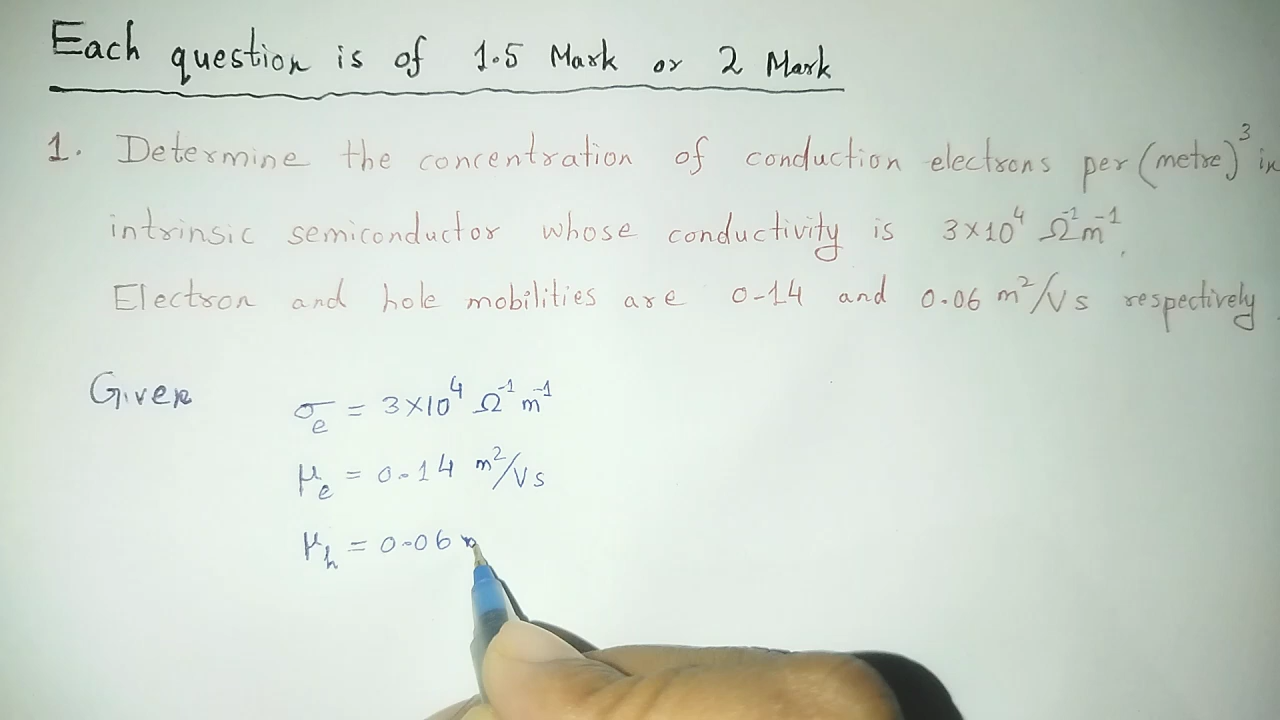 Each question is of 1.5 Mark or 2 Mark
1. Determine the concentration of conduction electrons per (metre)³ in
intrinsic semiconductor whose conductivity is 3×10⁴ Ω⁻¹m⁻¹.
Electron and hole mobilities are 0.14 and 0.06 m²/Vs respectively.
Given σₑ = 3×10⁴ Ω⁻¹ m⁻¹
μₑ = 0.14 m²/Vs
μₕ = 0.06